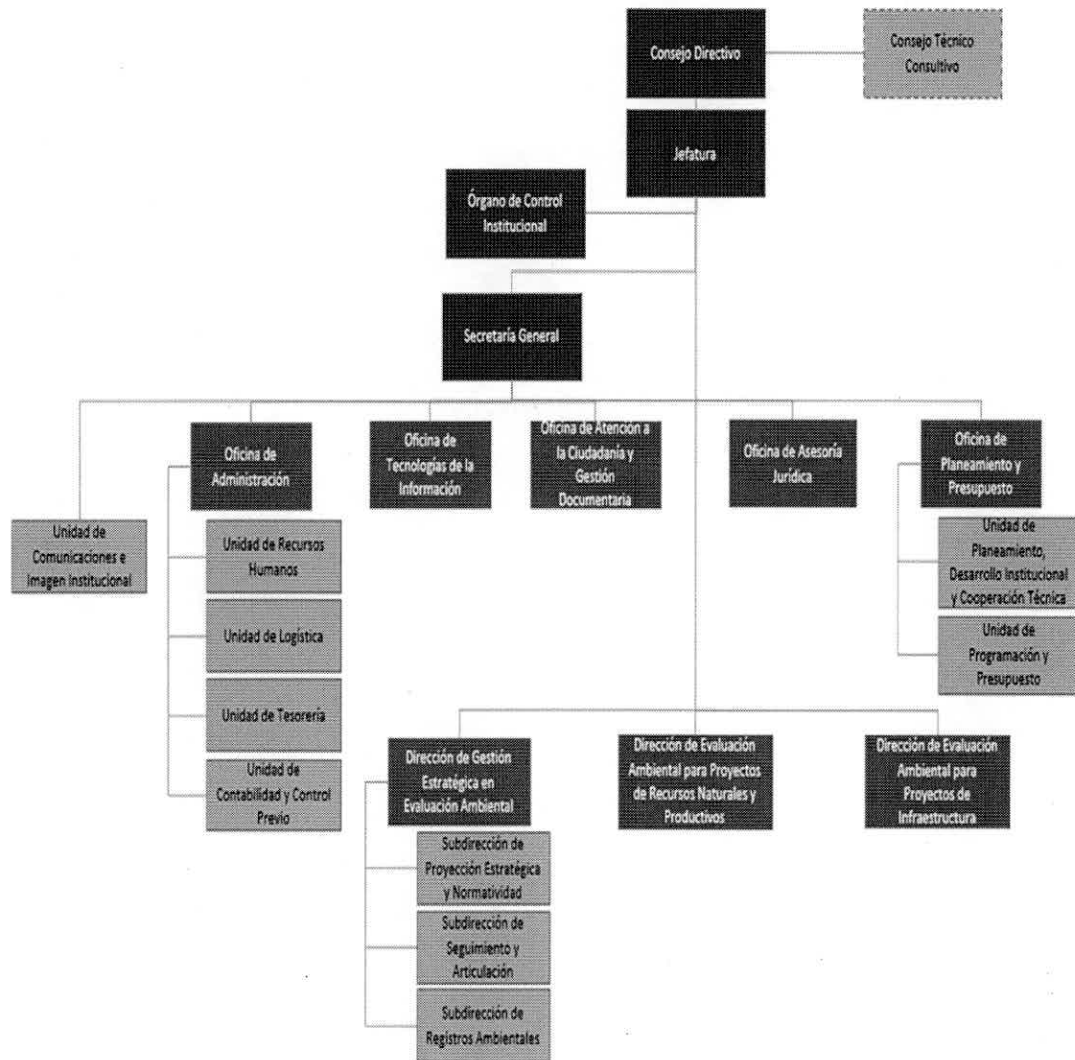 Consejo Directivo
Consejo Técnico
Consultivo
Jefatura
Órgano de Control
Institucional
Secretaría General
Oficina de
Administración
Oficina de
Tecnologías de la
Información
Oficina de Atención a
la Ciudadanía y
Gestión
Documentaria
Oficina de Asesoría
Jurídica
Oficina de
Planeamiento y
Presupuesto
Unidad de
Comunicaciones e
Imagen Institucional
Unidad de Recursos
Humanos
Unidad de Logística
Unidad de Tesorería
Unidad de
Contabilidad y Control
Previo
Unidad de
Planeamiento,
Desarrollo Institucional
y Cooperación Técnica
Unidad de
Programación y
Presupuesto
Dirección de Gestión
Estratégica en
Evaluación Ambiental
Dirección de Evaluación
Ambiental para Proyectos
de Recursos Naturales y
Productivos
Dirección de Evaluación
Ambiental para
Proyectos de
Infraestructura
Subdirección de
Proyección Estratégica
y Normatividad
Subdirección de
Seguimiento y
Articulación
Subdirección de
Registros Ambientales